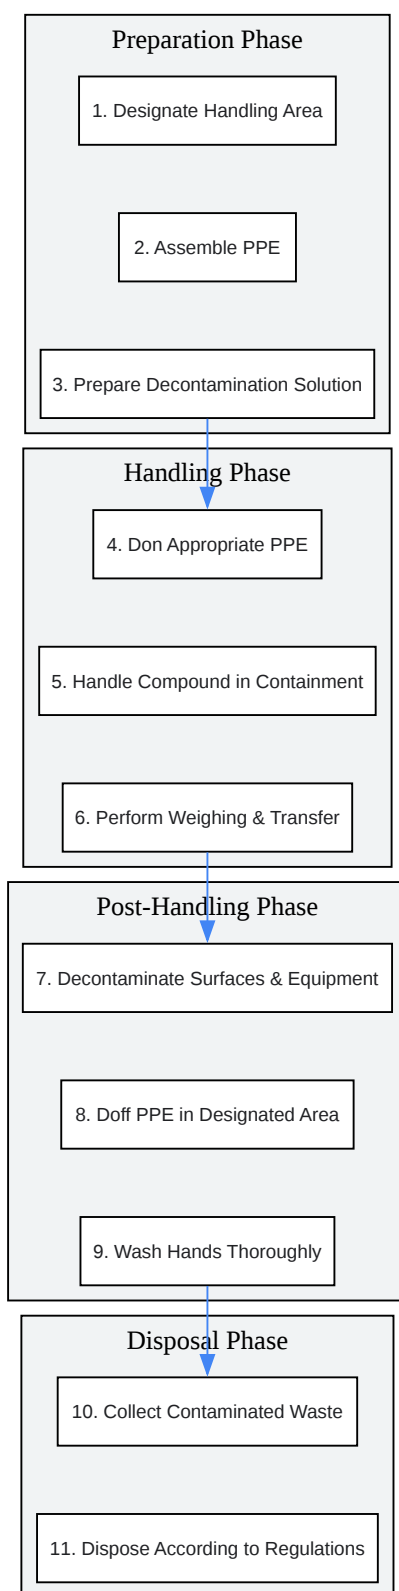 Preparation Phase
1. Designate Handling Area
2. Assemble PPE
3. Prepare Decontamination Solution
Handling Phase
4. Don Appropriate PPE
5. Handle Compound in Containment
6. Perform Weighing & Transfer
Post-Handling Phase
7. Decontaminate Surfaces & Equipment
8. Doff PPE in Designated Area
9. Wash Hands Thoroughly
Disposal Phase
10. Collect Contaminated Waste
11. Dispose According to Regulations